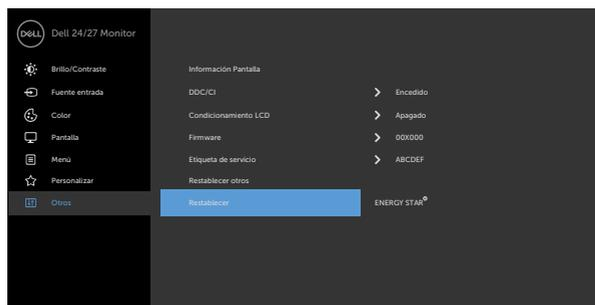 DELL Dell 24/27 Monitor
Brillo/Contraste
Información Pantalla
Fuente entrada
DDC/CI Encedido
Color
Condicionamiento LCD Apagado
Pantalla
Firmware 00X000
Menú
Etiqueta de servicio ABCDEF
Personalizar
Restablecer otros
Otros
Restablecer ENERGY STAR®